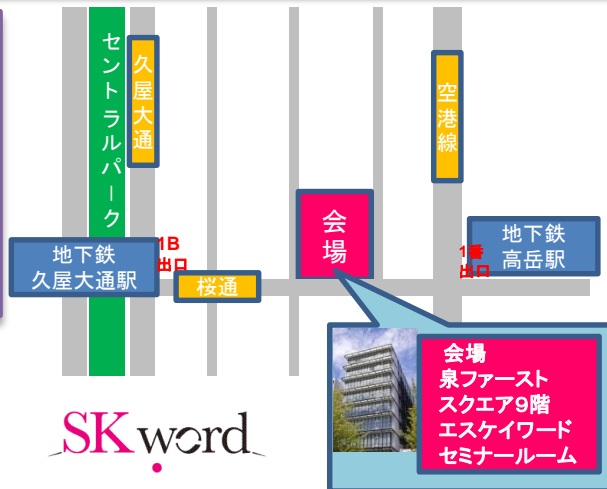 セントラルパーク
久屋大通
空港線
会場
地下鉄
久屋大通駅
1B
出口
桜通
1番
出口
地下鉄
高岳駅
会場
泉ファースト
スクエア9階
エスケイワード
セミナールーム
SK word